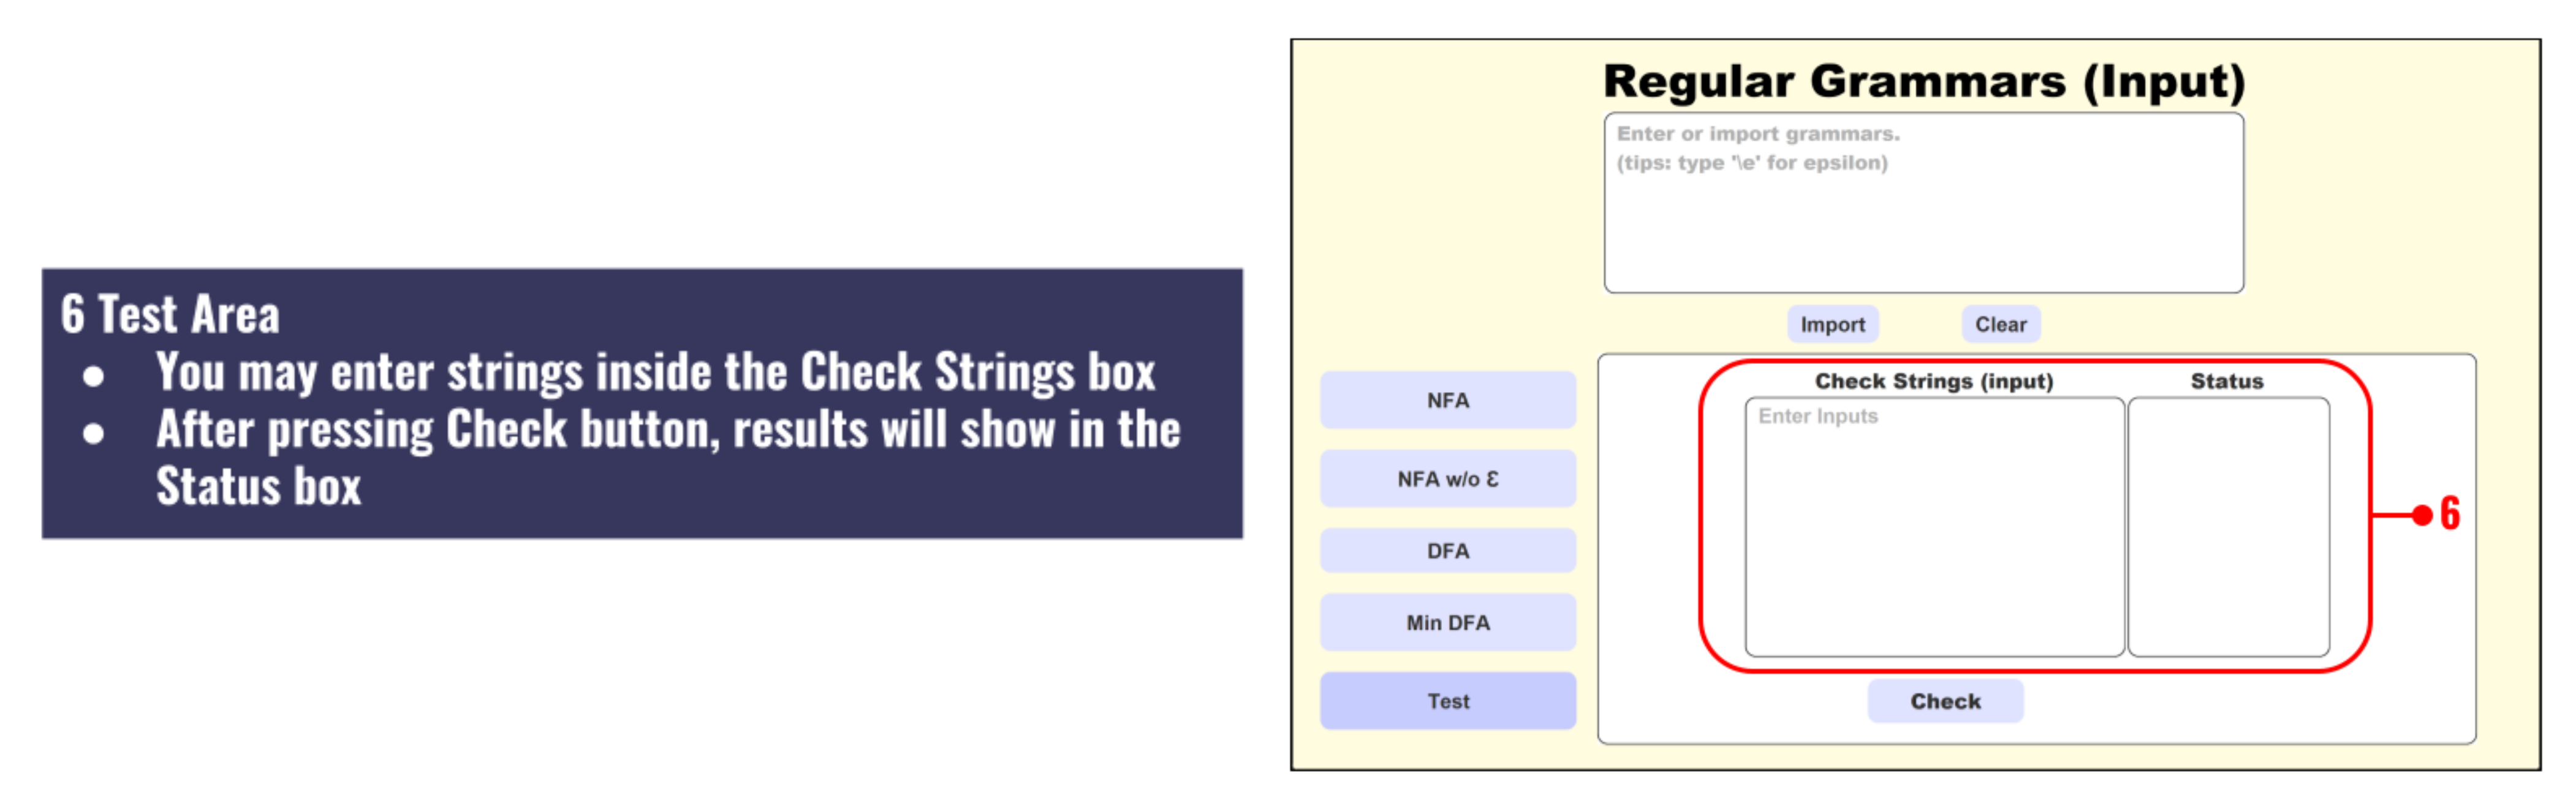 6 Test Area
● You may enter strings inside the Check Strings box
● After pressing Check button, results will show in the
Status box
Regular Grammars (Input)
Enter or import grammars.
(tips: type '\e' for epsilon)
Import
Clear
NFA
NFA w/o Ɛ
DFA
Min DFA
Test
Check Strings (input)
Status
Enter Inputs
6
Check